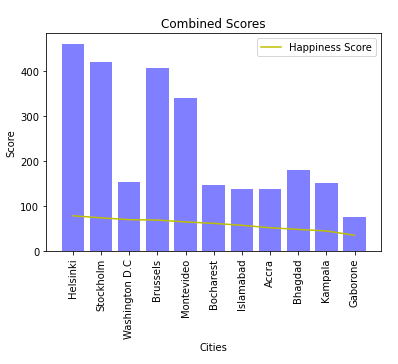 Combined Scores
Happiness Score
Score
400
300
200
100
0
Helsinki
Stockholm
Washington D.C
Brussels
Montevideo
Bocharest
Islamabad
Accra
Bhagdad
Kampala
Gaborone
Cities